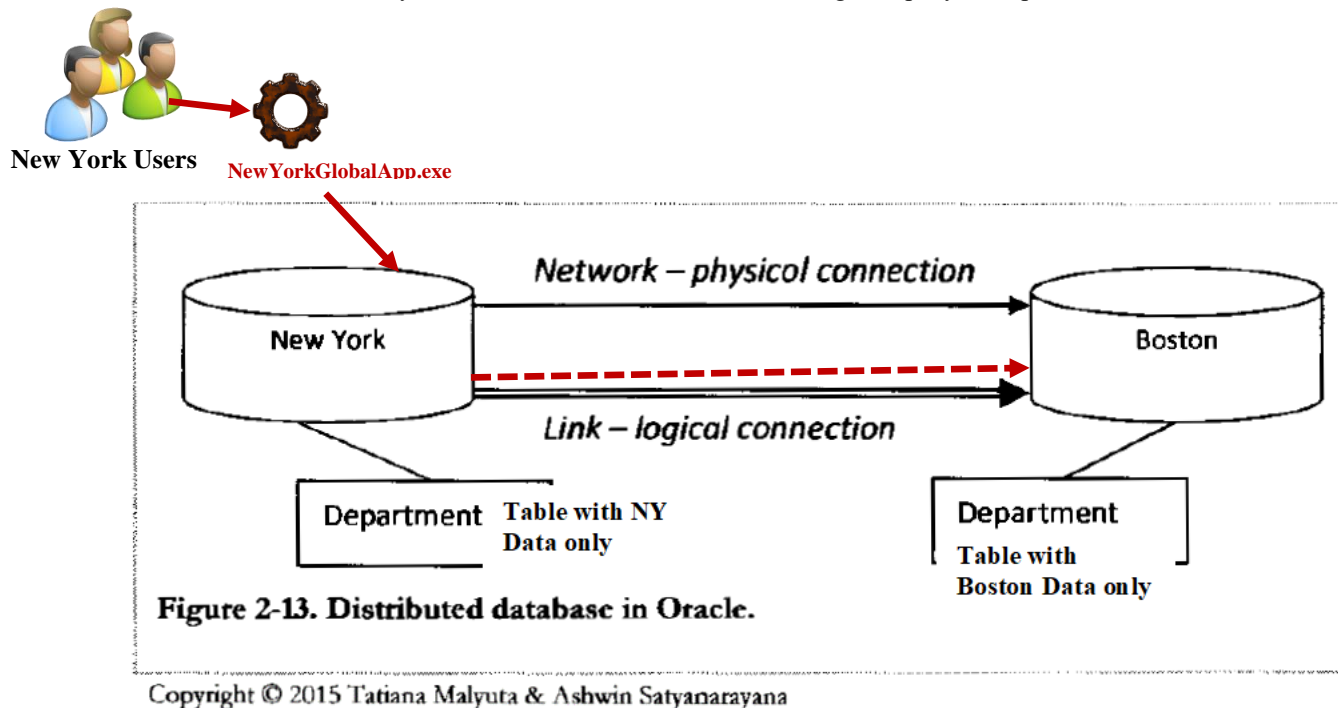 New York Users
NewYorkGlobalApp.exe
Network – physicol connection
New York
Boston
Link – logical connection
Department
Table with NY
Data only
Department
Table with
Boston Data only
Figure 2-13. Distributed database in Oracle.
Copyright © 2015 Tatiana Malyuta & Ashwin Satyanarayana